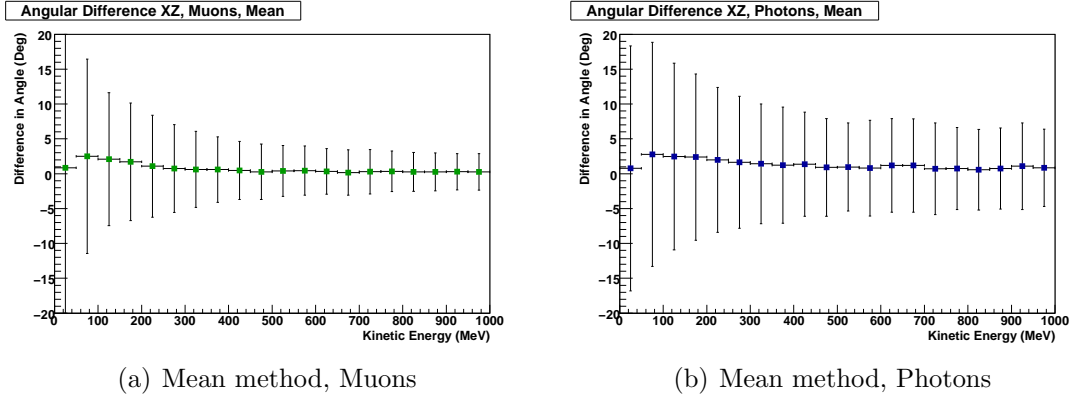 Angular Difference XZ, Muons, Mean
Difference in Angle (Deg)
20
15
10
5
0
−5
−10
−15
−20
0 100 200 300 400 500 600 700 800 900 1000
Kinetic Energy (MeV)
(a) Mean method, Muons
Angular Difference XZ, Photons, Mean
Difference in Angle (Deg)
20
15
10
5
0
−5
−10
−15
−20
0 100 200 300 400 500 600 700 800 900 1000
Kinetic Energy (MeV)
(b) Mean method, Photons